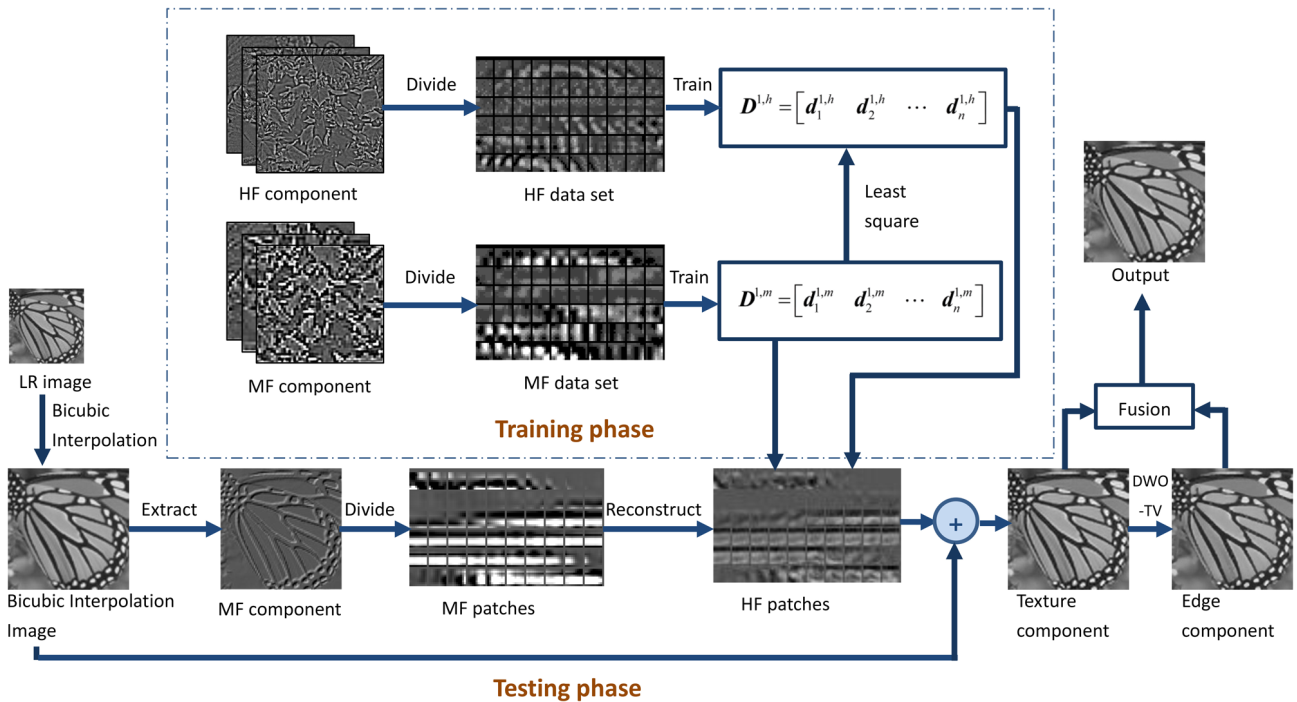 Divide
Train
D^{1,h} = [d_1^{1,h} d_2^{1,h} ⋯ d_n^{1,h}]
HF component
HF data set
Least
square
Divide
Train
D^{1,m} = [d_1^{1,m} d_2^{1,m} ⋯ d_n^{1,m}]
MF component
MF data set
Training phase
LR image
Bicubic
Interpolation
Output
Fusion
Extract
Divide
Reconstruct
+
DWO
-TV
Bicubic Interpolation
Image
MF component
MF patches
HF patches
Texture
component
Edge
component
Testing phase